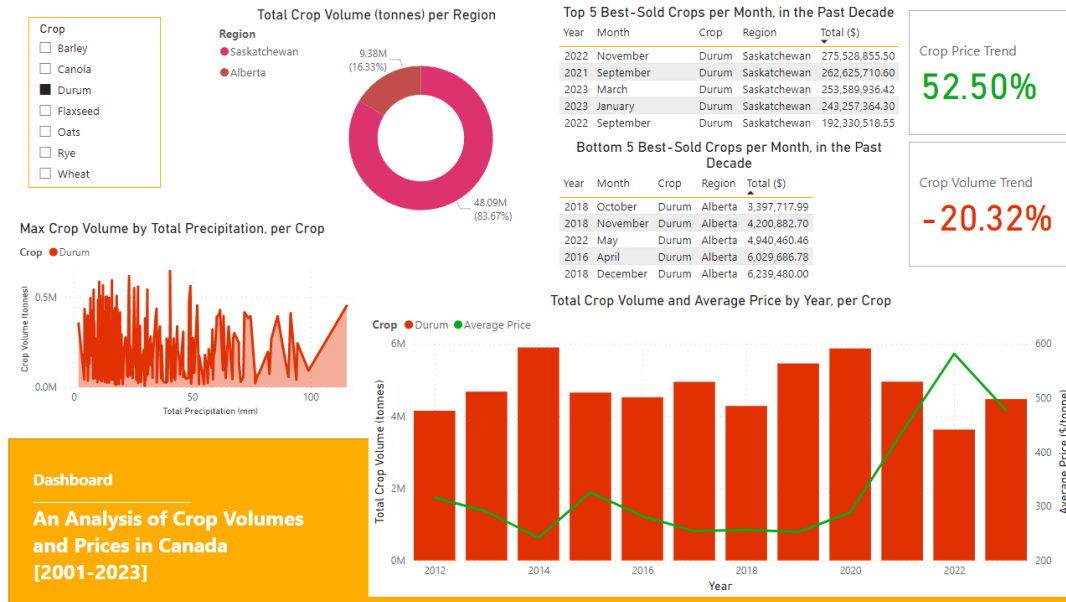 Crop
Barley
Canola
Durum
Flaxseed
Oats
Rye
Wheat
Total Crop Volume (tonnes) per Region
Region
Saskatchewan
Alberta
9.38M
(16.33%)
48.09M
(83.67%)
Top 5 Best-Sold Crops per Month, in the Past Decade
Year Month Crop Region Total ($)
2022 November Durum Saskatchewan 275,528,855.50
2021 September Durum Saskatchewan 262,625,710.60
2023 March Durum Saskatchewan 253,589,936.42
2023 January Durum Saskatchewan 243,257,364.30
2022 September Durum Saskatchewan 192,330,518.55
Bottom 5 Best-Sold Crops per Month, in the Past
Decade
Year Month Crop Region Total ($)
2018 October Durum Alberta 3,397,717.99
2018 November Durum Alberta 4,200,882.70
2022 May Durum Alberta 4,940,460.46
2016 April Durum Alberta 6,029,686.78
2018 December Durum Alberta 6,239,480.00
Crop Price Trend
52.50%
Crop Volume Trend
-20.32%
Max Crop Volume by Total Precipitation, per Crop
Crop Durum
Crop Volume (tonnes)
0.5M
0.0M
0 50 100
Total Precipitation (mm)
Total Crop Volume and Average Price by Year, per Crop
Crop Durum Average Price
Total Crop Volume (tonnes)
6M
4M
2M
0M
600
500
400
300
200
Average Price ($/tonne)
2012 2014 2016 2018 2020 2022
Year
Dashboard
An Analysis of Crop Volumes
and Prices in Canada
[2001-2023]